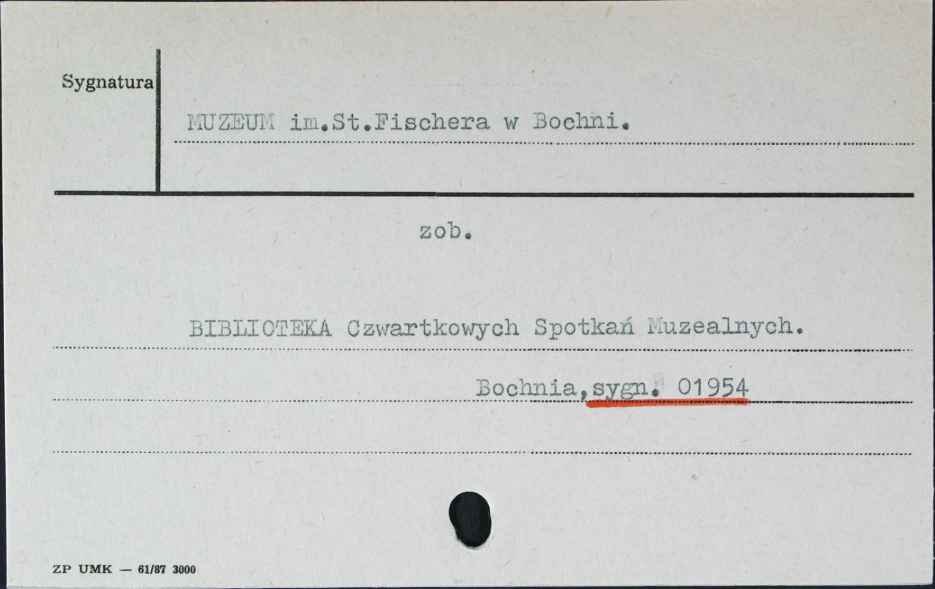 Sygnatura
MUZEUM im.St.Fischera w Bochni.
zob.
BIBLIOTEKA Czwartkowych Spotkań Muzealnych.
Bochnia,sygn. 01954
ZP UMK — 61/87 3000